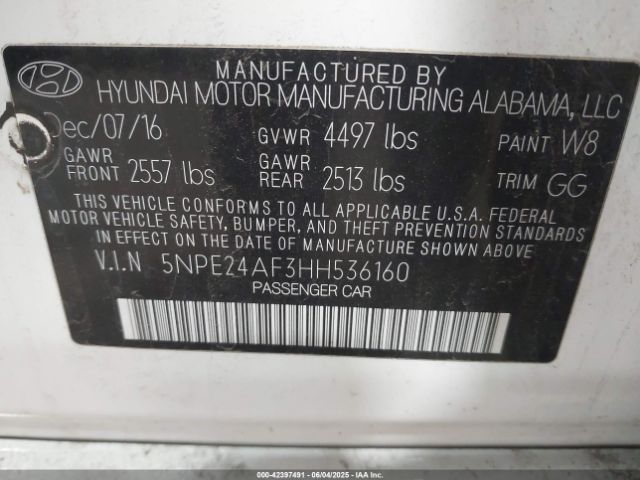 MANUFACTURED BY
HYUNDAI MOTOR MANUFACTURING ALABAMA, LLC
Dec/07/16 GVWR 4497 lbs PAINT W8
GAWR FRONT 2557 lbs GAWR REAR 2513 lbs TRIM GG
THIS VEHICLE CONFORMS TO ALL APPLICABLE U.S.A. FEDERAL
MOTOR VEHICLE SAFETY, BUMPER, AND THEFT PREVENTION STANDARDS
IN EFFECT ON THE DATE OF MANUFACTURE SHOWN ABOVE.
V.I.N 5NPE24AF3HH536160
PASSENGER CAR
000-42397491 - 06/04/2025 - IAA Inc.